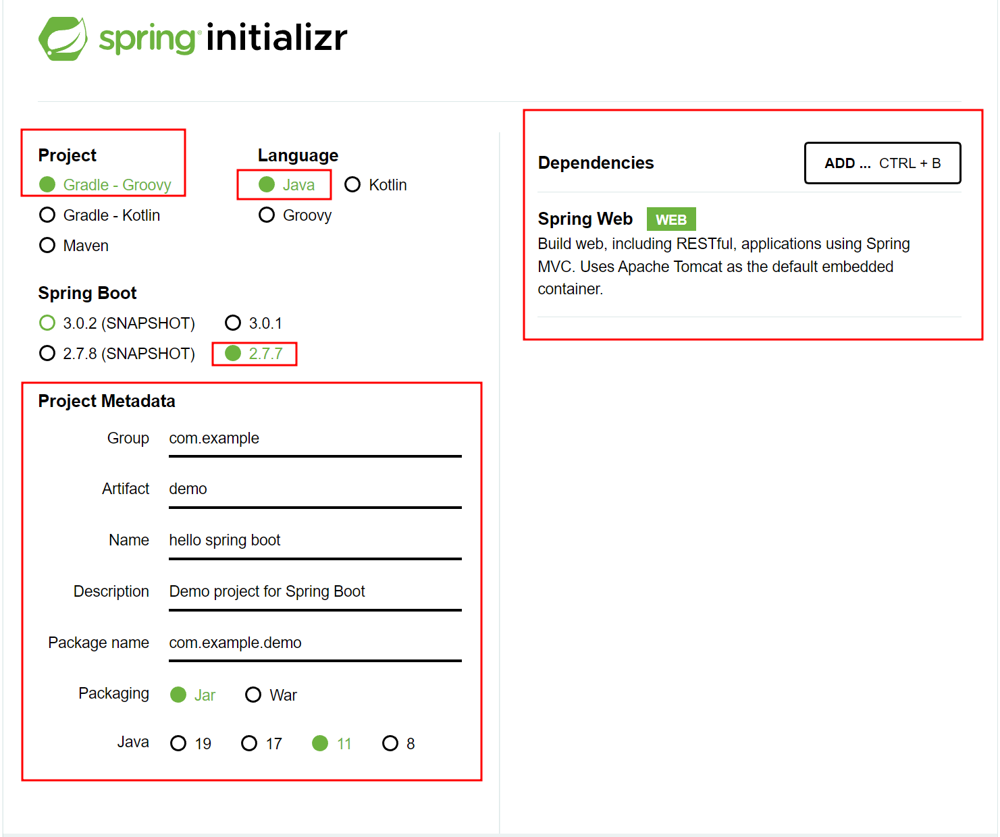 spring® initializr
Project
Gradle - Groovy
Gradle - Kotlin
Maven
Language
Java Kotlin
Groovy
Spring Boot
3.0.2 (SNAPSHOT) 3.0.1
2.7.8 (SNAPSHOT) 2.7.7
Project Metadata
Group com.example
Artifact demo
Name hello spring boot
Description Demo project for Spring Boot
Package name com.example.demo
Packaging Jar War
Java 19 17 11 8
Dependencies ADD ... CTRL + B
Spring Web WEB
Build web, including RESTful, applications using Spring
MVC. Uses Apache Tomcat as the default embedded
container.